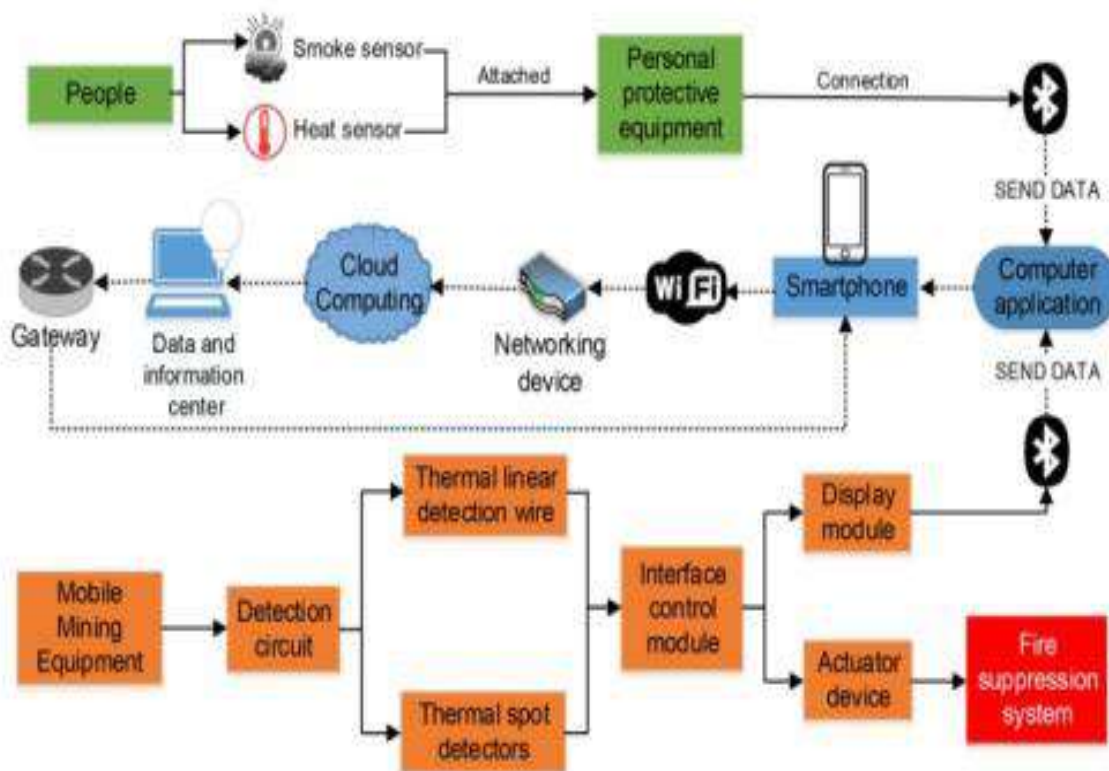 People
Smoke sensor
Heat sensor
Attached
Personal
protective
equipment
Connection
SEND DATA
Computer
application
Smartphone
WiFi
Networking
device
Cloud
Computing
Data and
information
center
Gateway
SEND DATA
Mobile
Mining
Equipment
Detection
circuit
Thermal linear
detection wire
Thermal spot
detectors
Interface
control
module
Display
module
Actuator
device
Fire
suppression
system